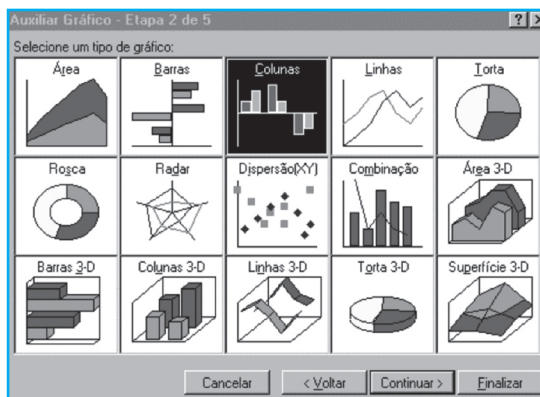 Auxiliar Gráfico - Etapa 2 de 5
Selecione um tipo de gráfico:
Área Barras Colunas Linhas Torta
Rosca Radar Dispersão(XY) Combinação Área 3-D
Barras 3-D Colunas 3-D Linhas 3-D Torta 3-D Superfície 3-D
Cancelar < Voltar Continuar > Finalizar